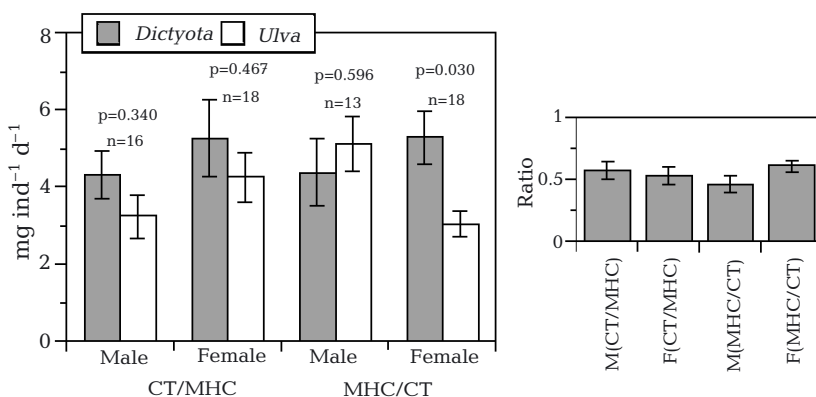 8
6
4
2
0
mg ind⁻¹ d⁻¹
Dictyota Ulva
p=0.340
n=16
p=0.467
n=18
p=0.596
n=13
p=0.030
n=18
Male Female Male Female
CT/MHC MHC/CT
1
0.5
0
Ratio
M(CT/MHC)
F(CT/MHC)
M(MHC/CT)
F(MHC/CT)